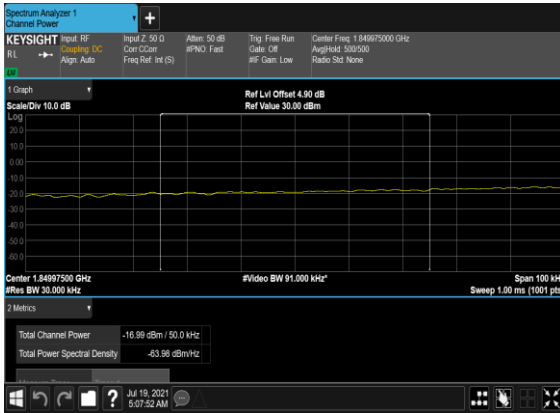 Spectrum Analyzer 1
Channel Power
+
KEYSIGHT Input: RF Input Z: 50 Ω Atten: 50 dB Trig: Free Run Center Freq: 1.849975000 GHz
RL Coupling: DC Corr CCorr #PNO: Fast Gate: Off Avg|Hold: 500/500
Align: Auto Freq Ref: Int (S) #IF Gain: Low Radio Std: None
1 Graph
Ref Lvl Offset 4.90 dB
Scale/Div 10.0 dB Ref Value 30.00 dBm
Log
20.0
10.0
0.00
-10.0
-20.0
-30.0
-40.0
-50.0
-60.0
Center 1.84997500 GHz #Video BW 91.000 kHz* Span 100 kH
#Res BW 30.000 kHz Sweep 1.00 ms (1001 pts
2 Metrics
Total Channel Power -16.99 dBm / 50.0 kHz
Total Power Spectral Density -63.98 dBm/Hz
? Jul 19, 2021
5:07:52 AM